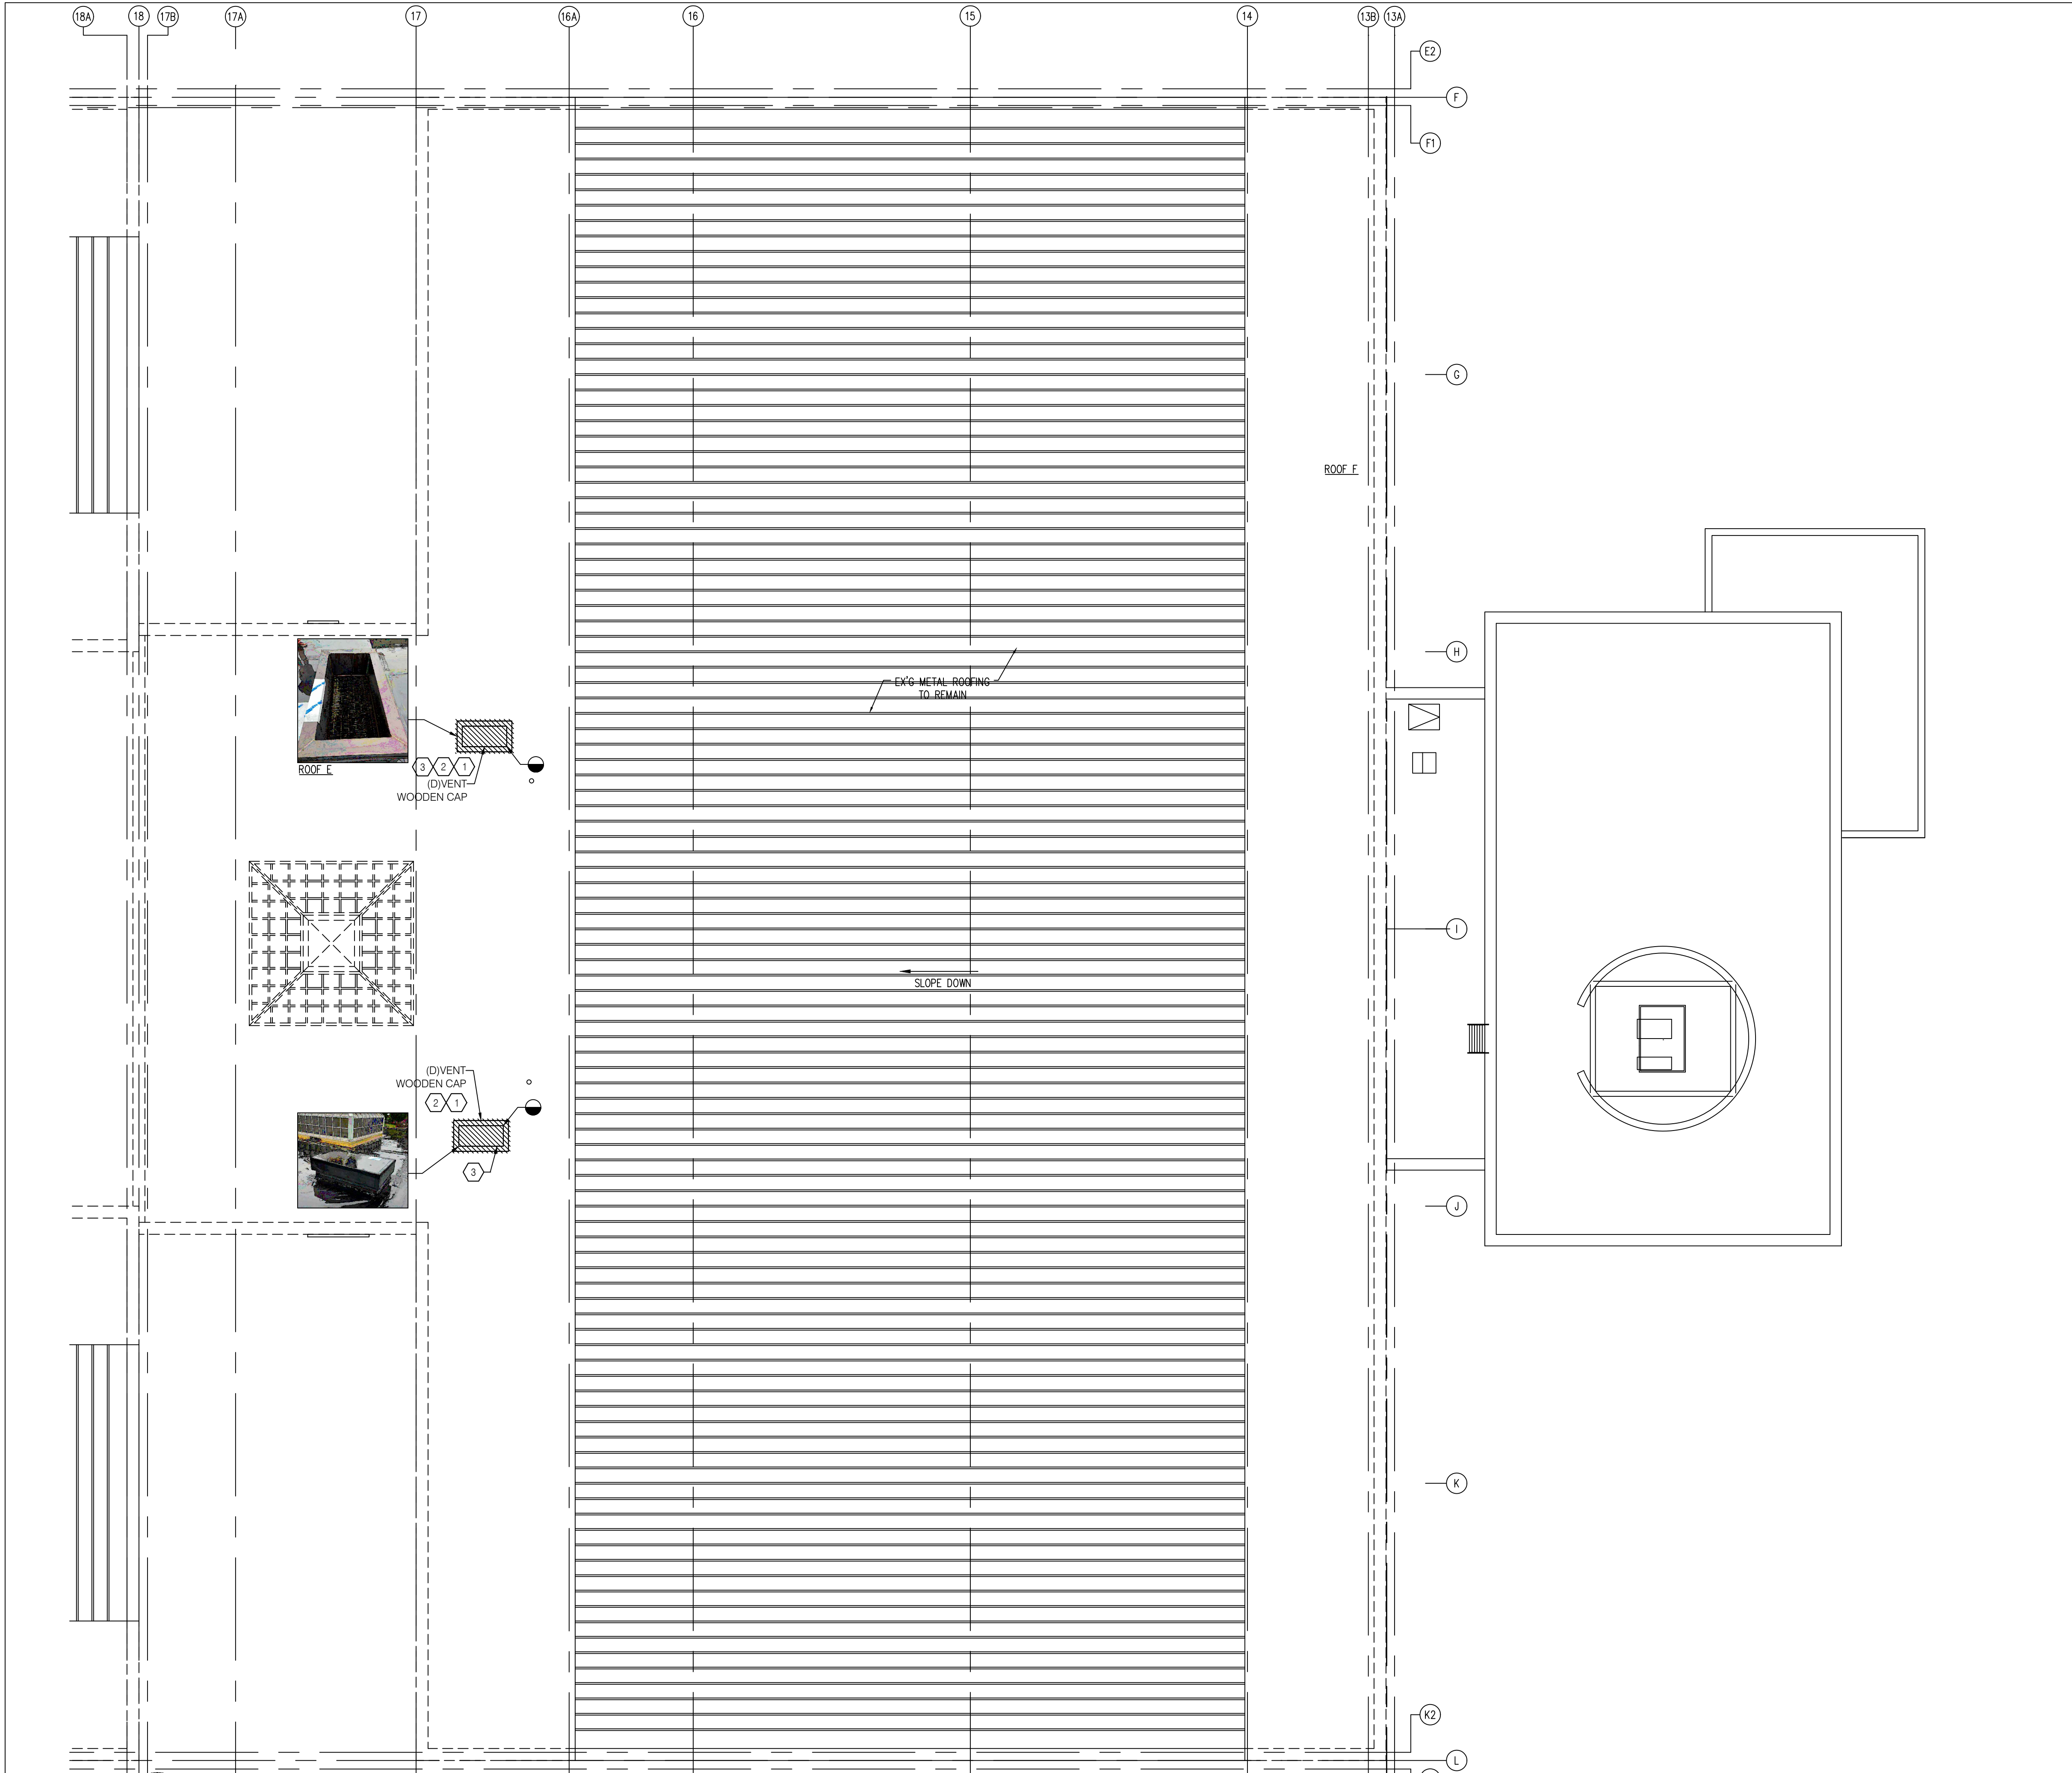 18A
18
17B
17A
17
16A
16
15
14
13B
13A
E2
F
F1
G
ROOF F
H
EX'G METAL ROOFING
TO REMAIN
ROOF E
3
2
1
(D)VENT
WOODEN CAP
I
SLOPE DOWN
(D)VENT
WOODEN CAP
2
1
3
J
K
K2
L